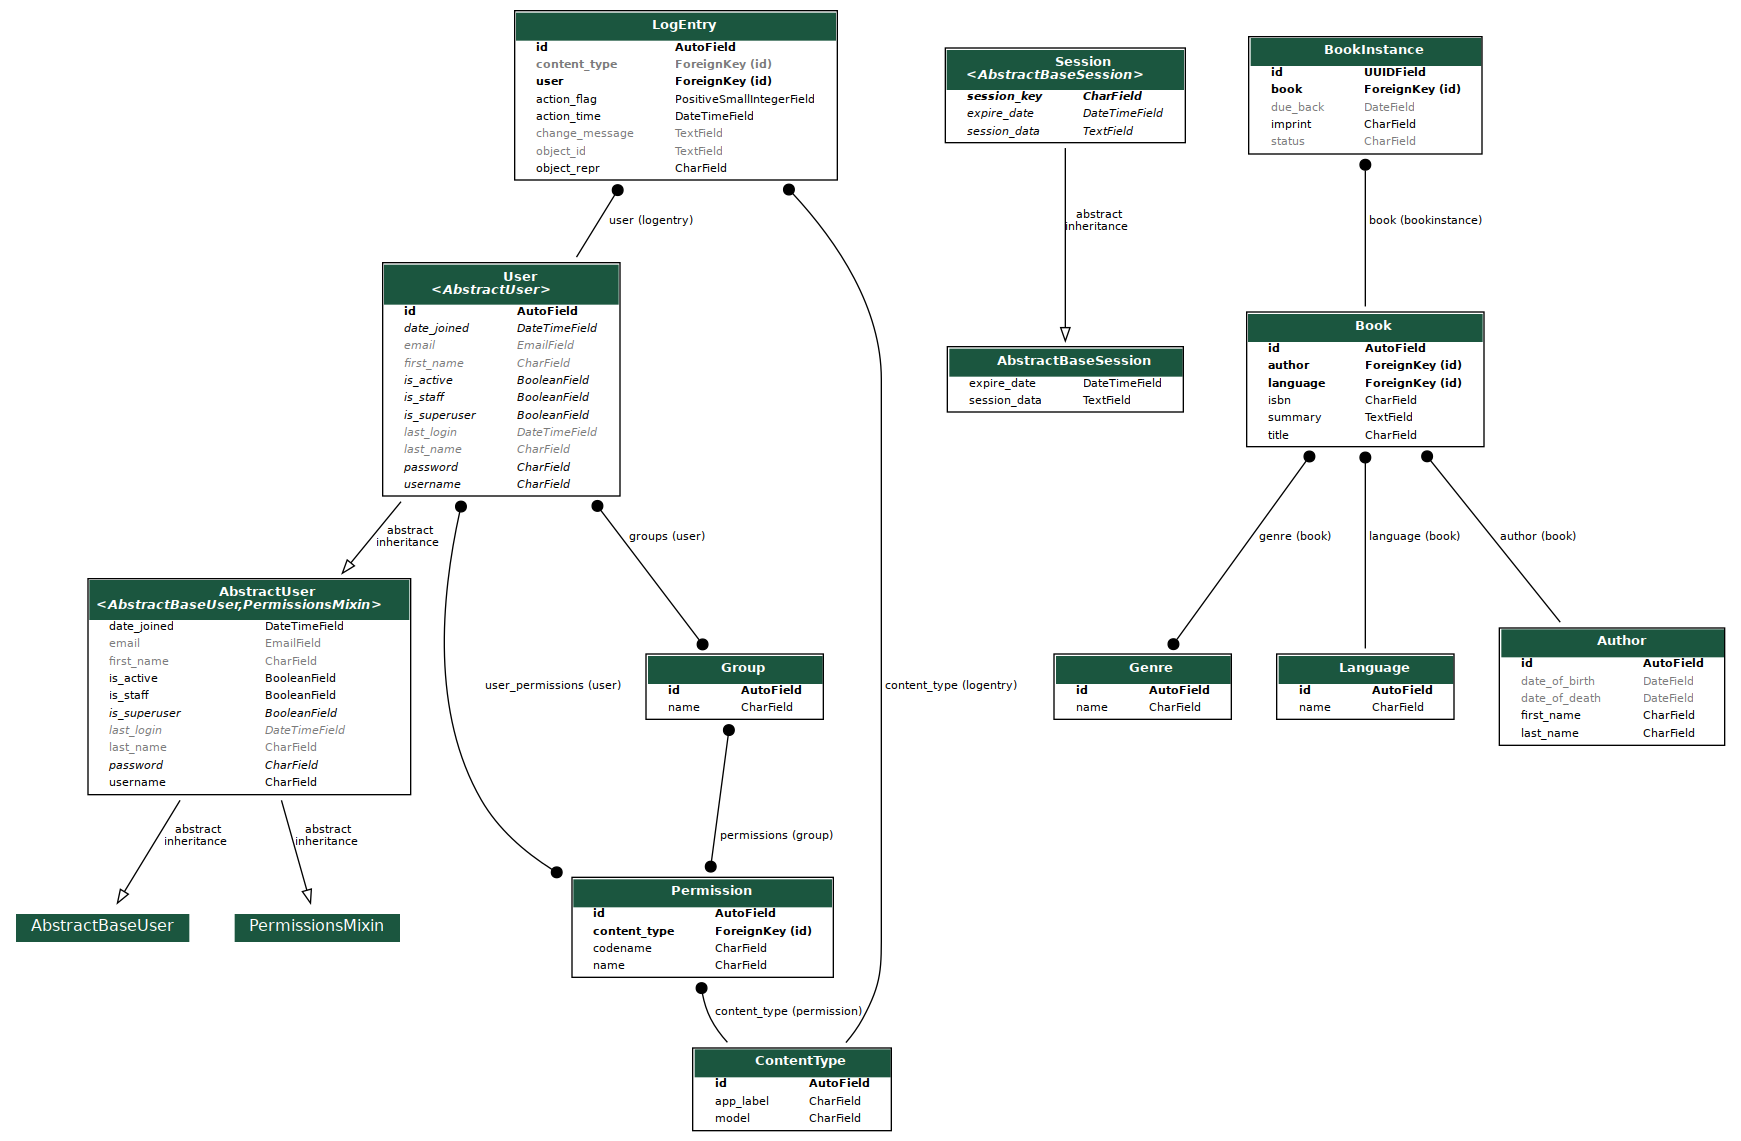 LogEntry
id AutoField
content_type ForeignKey (id)
user ForeignKey (id)
action_flag PositiveSmallIntegerField
action_time DateTimeField
change_message TextField
object_id TextField
object_repr CharField
Session
<AbstractBaseSession>
session_key CharField
expire_date DateTimeField
session_data TextField
BookInstance
id UUIDField
book ForeignKey (id)
due_back DateField
imprint CharField
status CharField
user (logentry)
abstract
inheritance
book (bookinstance)
User
<AbstractUser>
id AutoField
date_joined DateTimeField
email EmailField
first_name CharField
is_active BooleanField
is_staff BooleanField
is_superuser BooleanField
last_login DateTimeField
last_name CharField
password CharField
username CharField
AbstractBaseSession
expire_date DateTimeField
session_data TextField
Book
id AutoField
author ForeignKey (id)
language ForeignKey (id)
isbn CharField
summary TextField
title CharField
abstract
inheritance
groups (user)
genre (book)
language (book)
author (book)
AbstractUser
<AbstractBaseUser,PermissionsMixin>
date_joined DateTimeField
email EmailField
first_name CharField
is_active BooleanField
is_staff BooleanField
is_superuser BooleanField
last_login DateTimeField
last_name CharField
password CharField
username CharField
user_permissions (user)
Group
id AutoField
name CharField
content_type (logentry)
Genre
id AutoField
name CharField
Language
id AutoField
name CharField
Author
id AutoField
date_of_birth DateField
date_of_death DateField
first_name CharField
last_name CharField
abstract
inheritance
abstract
inheritance
permissions (group)
AbstractBaseUser
PermissionsMixin
Permission
id AutoField
content_type ForeignKey (id)
codename CharField
name CharField
content_type (permission)
ContentType
id AutoField
app_label CharField
model CharField